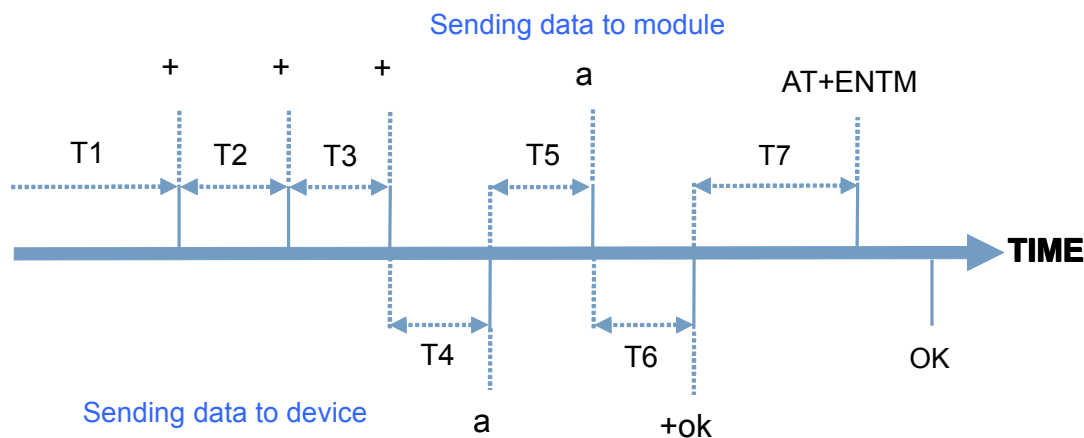 Sending data to module
+ + + a AT+ENTM
T1 T2 T3 T5 T7
TIME
T4 T6 OK
Sending data to device a +ok